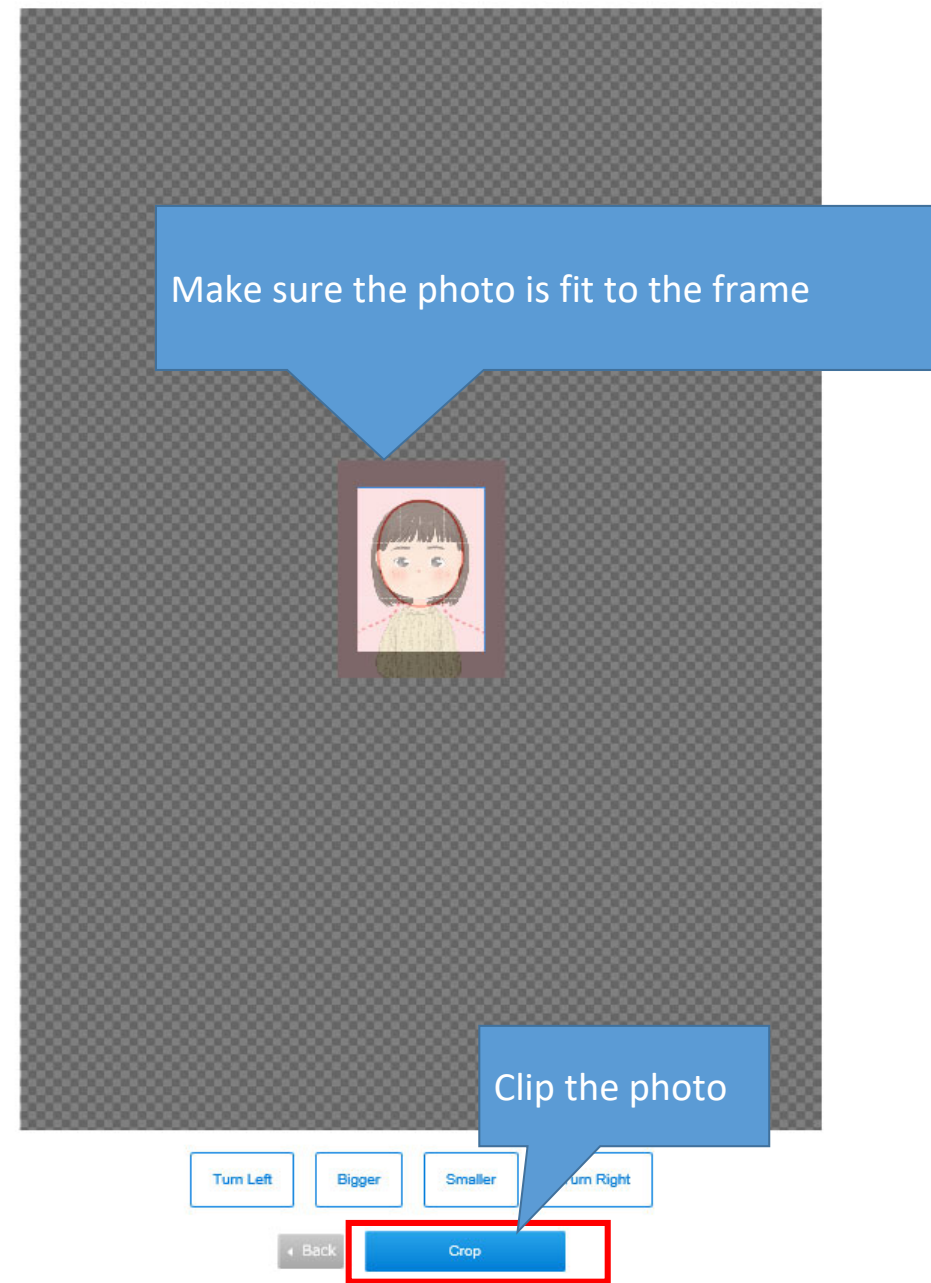 Make sure the photo is fit to the frame
Clip the photo
Turn Left
Bigger
Smaller
Turn Right
Back
Crop